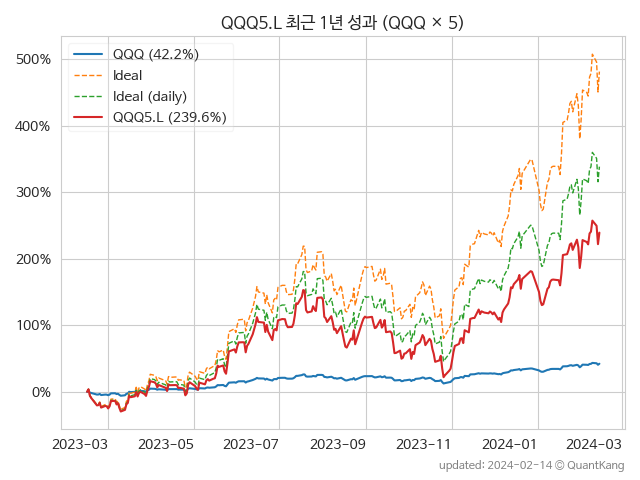 QQQ5.L 최근 1년 성과 (QQQ × 5)
QQQ (42.2%)
Ideal
Ideal (daily)
QQQ5.L (239.6%)
500%
400%
300%
200%
100%
0%
2023-03 2023-05 2023-07 2023-09 2023-11 2024-01 2024-03
updated: 2024-02-14 © QuantKang